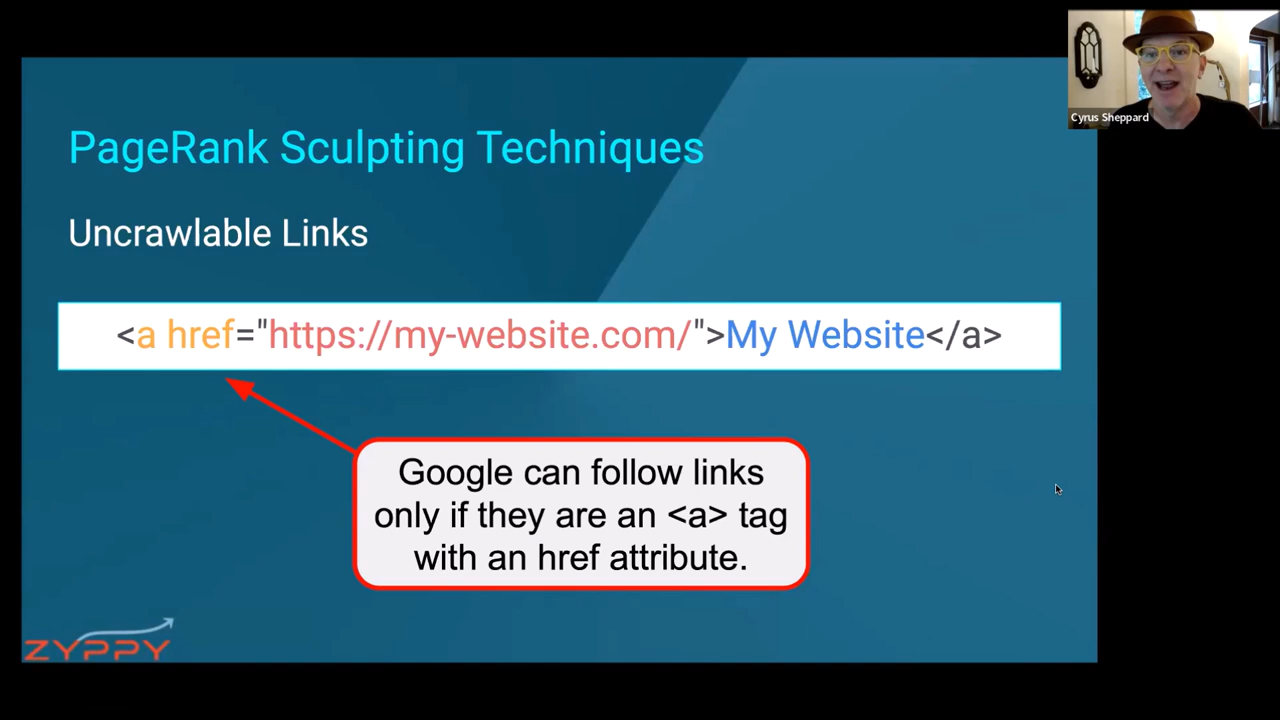 Cyrus Sheppard
PageRank Sculpting Techniques
Uncrawlable Links
<a href="https://my-website.com/">My Website</a>
Google can follow links
only if they are an <a> tag
with an href attribute.
ZYPPY